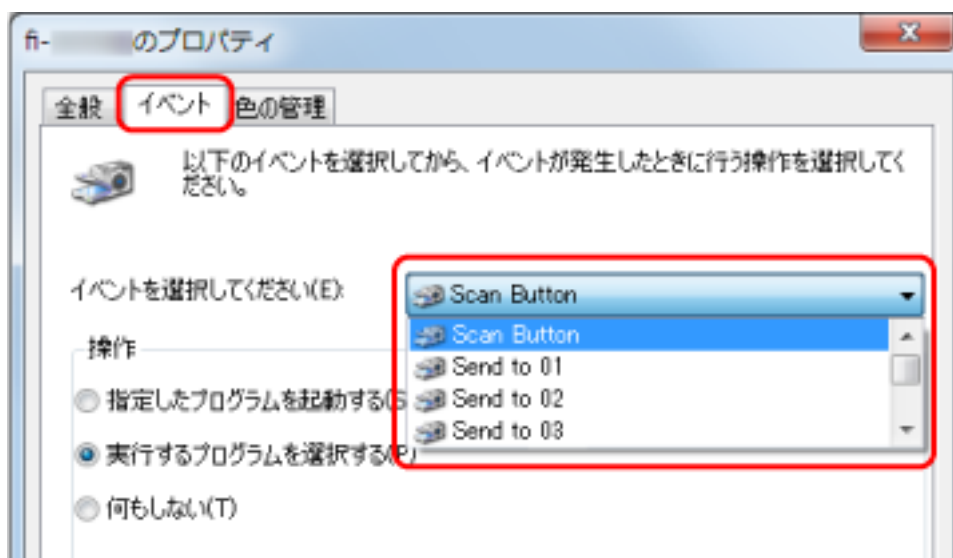 fi- のプロパティ
全般 イベント 色の管理
以下のイベントを選択してから、イベントが発生したときに行う操作を選択してく
ださい。
イベントを選択してください(E):
Scan Button
Scan Button
Send to 01
Send to 02
Send to 03
操作
指定したプログラムを起動する(S
実行するプログラムを選択する(P)
何もしない(T)